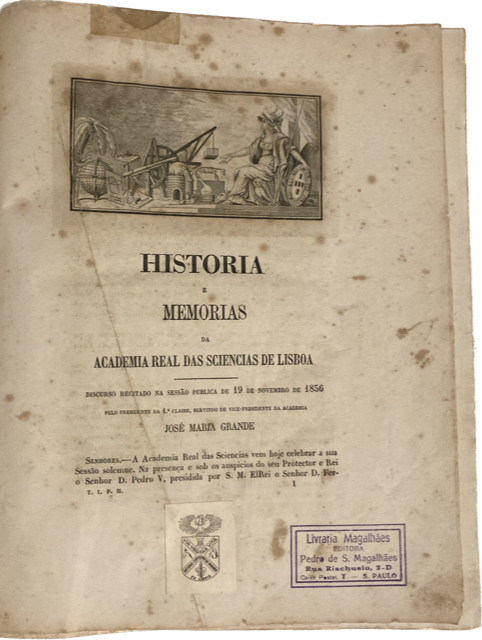 HISTORIA
E
MEMORIAS
DA
ACADEMIA REAL DAS SCIENCIAS DE LISBOA
DISCURSO RECITADO NA SESSÃO PUBLICA DE 19 DE NOVEMBRO DE 1856
PELO PRESIDENTE DA 1.ª CLASSE, SERVINDO DE VICE-PRESIDENTE DA ACADEMIA
JOSÉ MARIA GRANDE
SENHORES.—A Academia Real das Sciencias vem hoje celebrar a sua
Sessão solemne. Na presença e sob os auspicios do seu Protector e Rei
o Senhor D. Pedro V, presidida por S. M. ElRei o Senhor D. Fer-
T. I. P. II.
1
Livraria Magalhães
EDITORA
Pedro de S. Magalhães
Rua Riachuelo, 2-D
Caixa Postal, T — S. PAULO